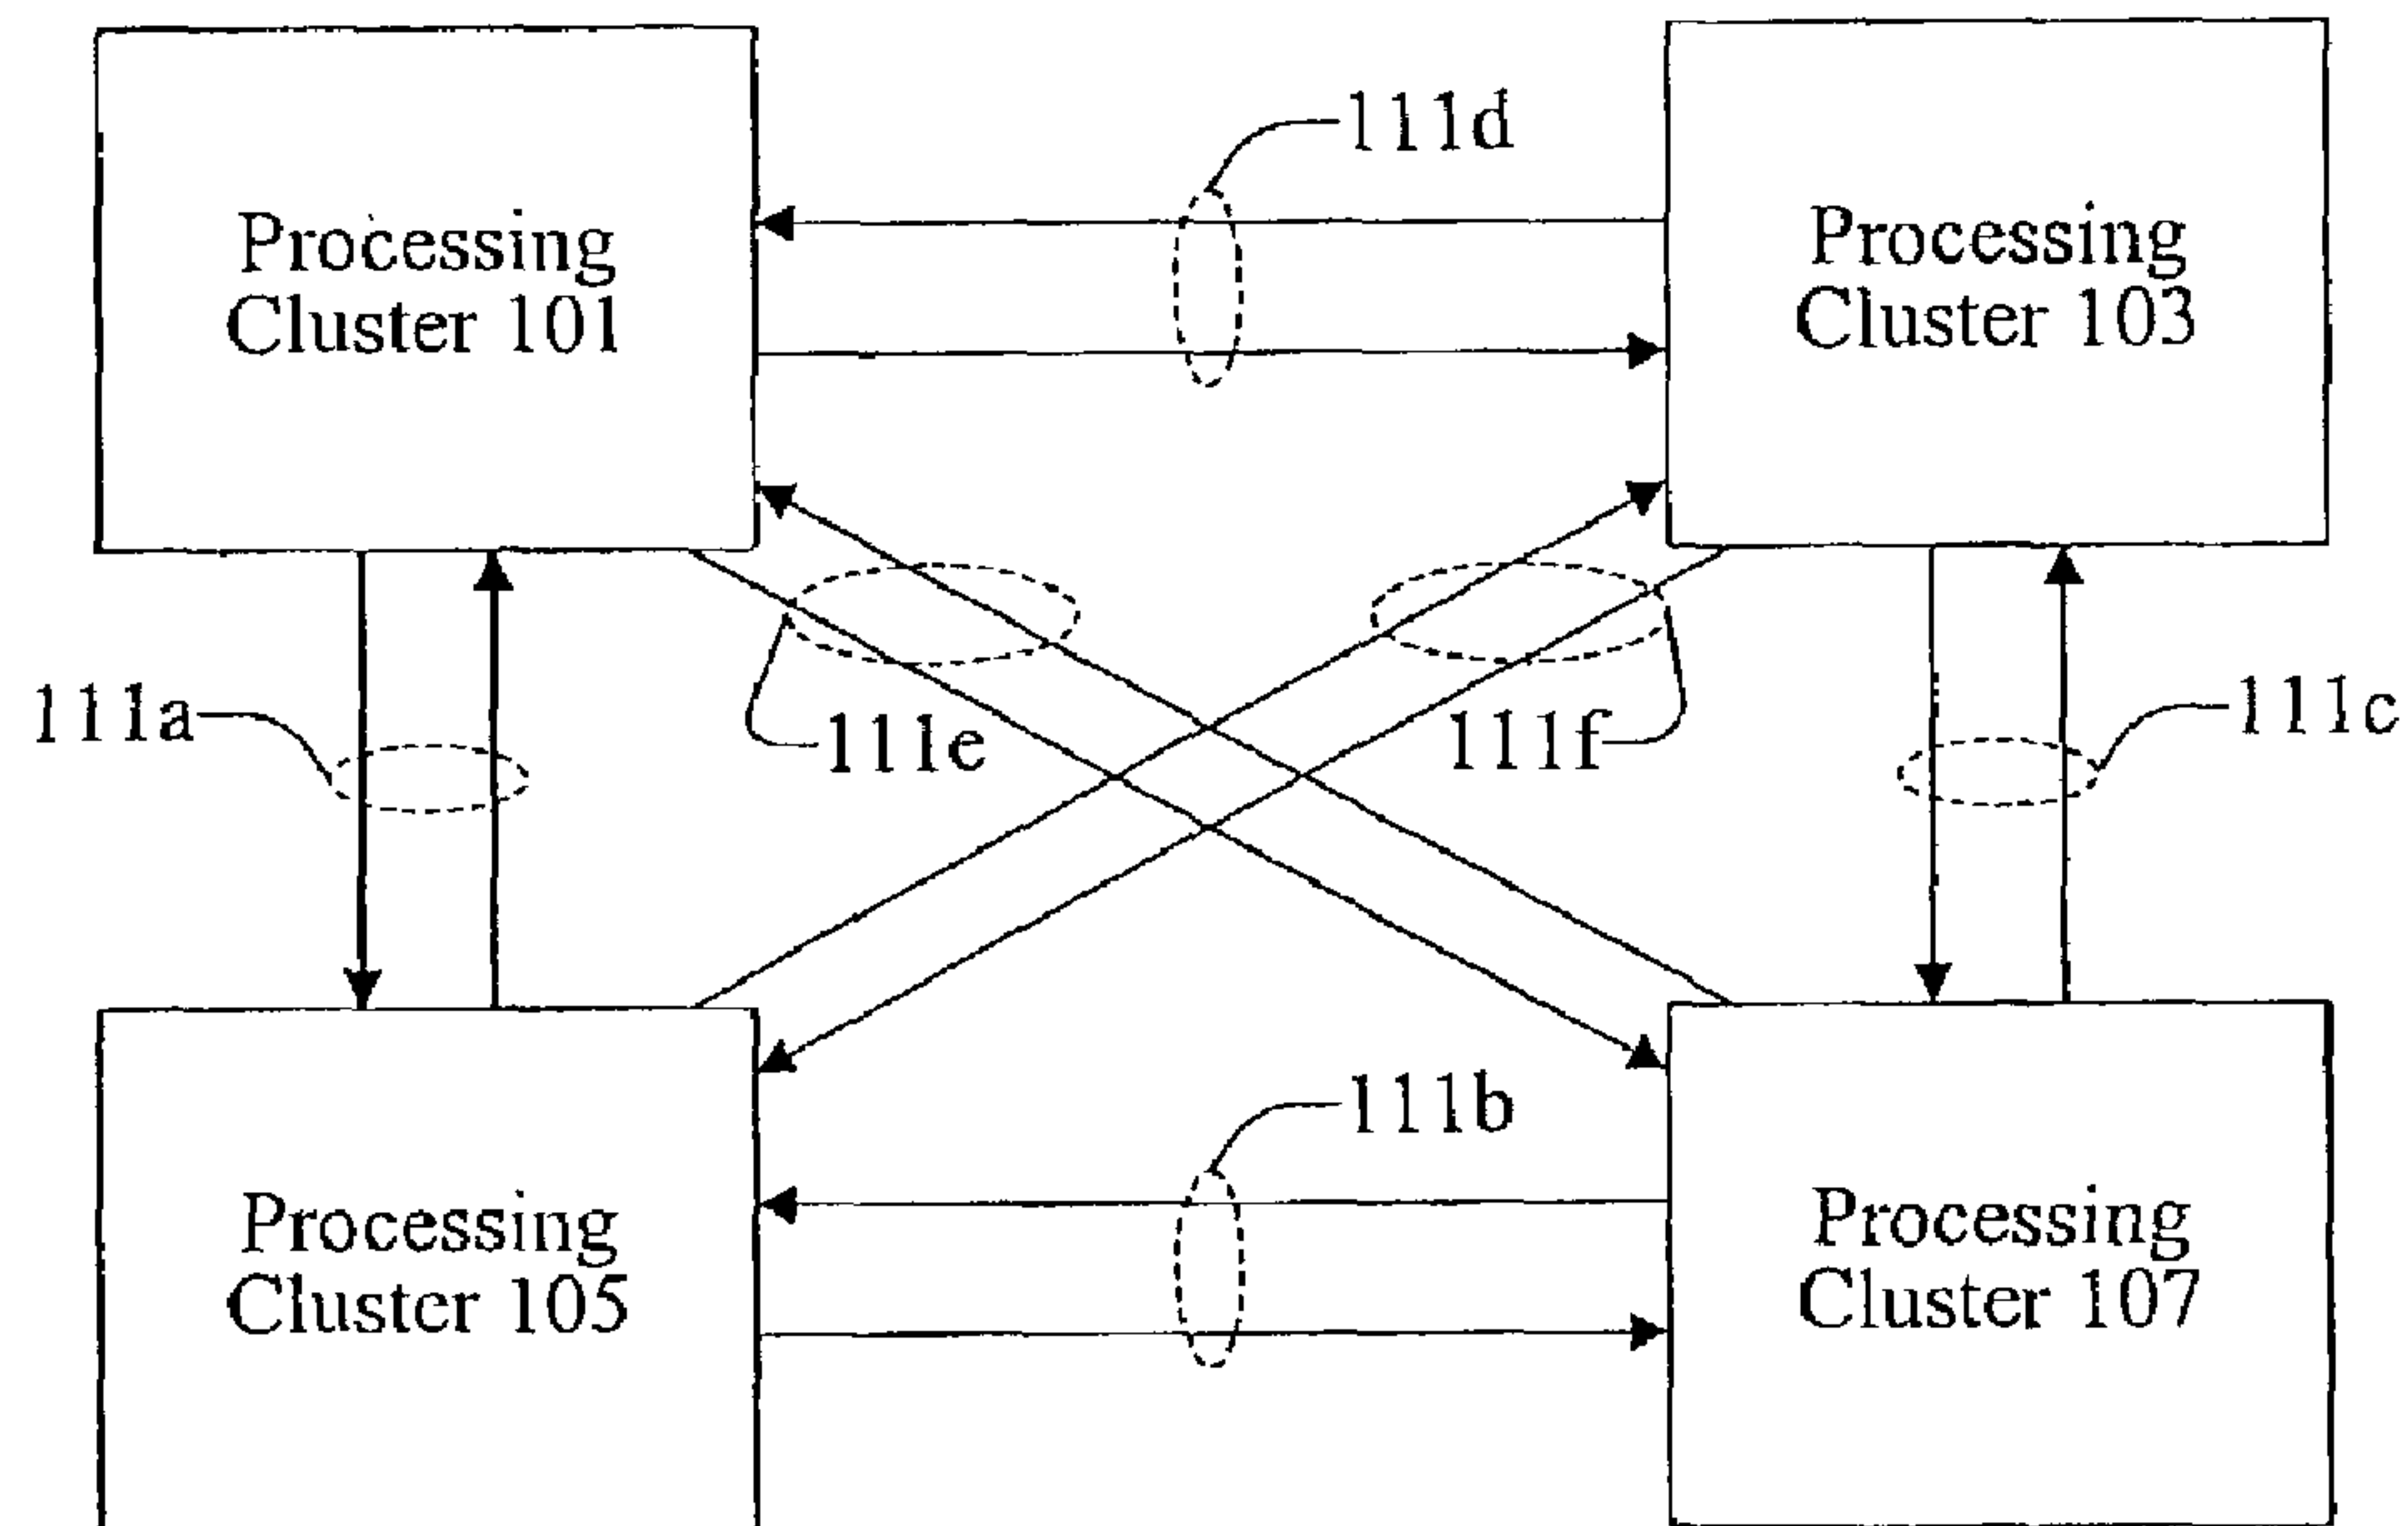 111d
Processing
Cluster 101
Processing
Cluster 103
111a
111e
111f
111c
111b
Processing
Cluster 105
Processing
Cluster 107